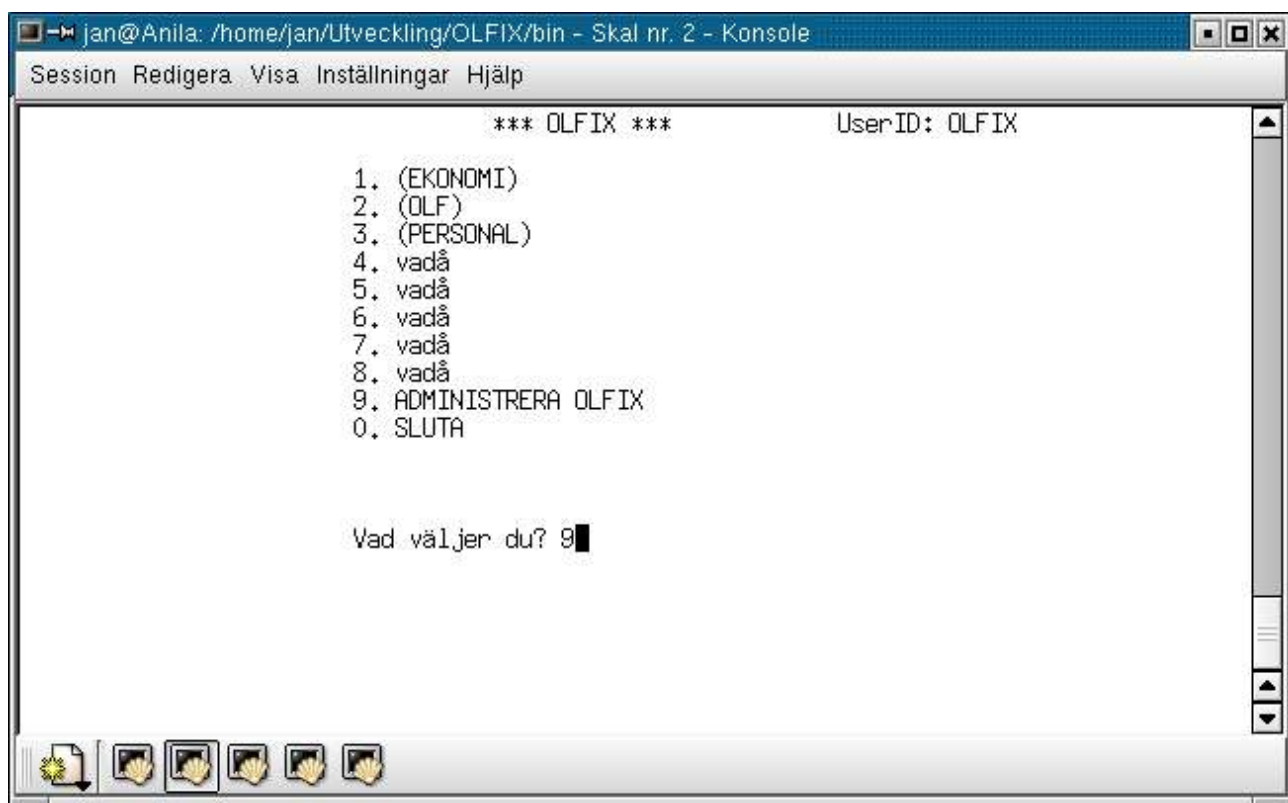 jan@Anila: /home/jan/Utveckling/OLFIX/bin - Skal nr. 2 - Konsole
Session Redigera Visa Inställningar Hjälp
*** OLFIX *** UserID: OLFIX
1. (EKONOMI)
2. (OLF)
3. (PERSONAL)
4. vadå
5. vadå
6. vadå
7. vadå
8. vadå
9. ADMINISTRERA OLFIX
0. SLUTA
Vad väljer du? 9